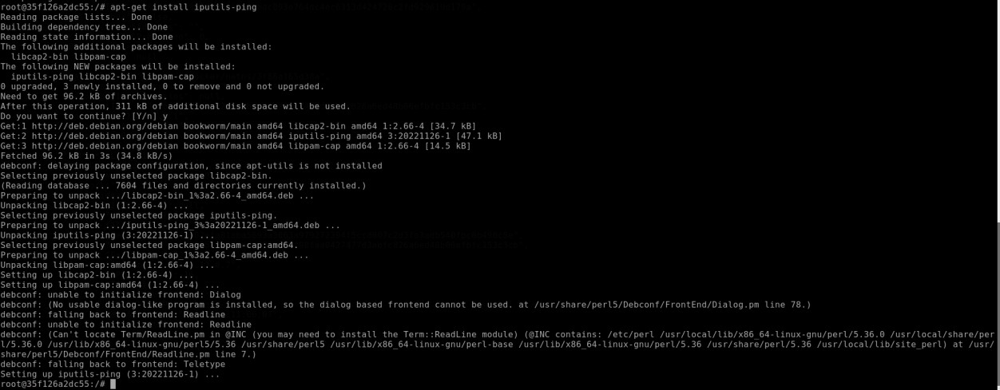 root@35f126a2dc55:/# apt-get install iputils-ping
Reading package lists... Done
Building dependency tree... Done
Reading state information... Done
The following additional packages will be installed:
  libcap2-bin libpam-cap
The following NEW packages will be installed:
  iputils-ping libcap2-bin libpam-cap
0 upgraded, 3 newly installed, 0 to remove and 0 not upgraded.
Need to get 96.2 kB of archives.
After this operation, 311 kB of additional disk space will be used.
Do you want to continue? [Y/n] y
Get:1 http://deb.debian.org/debian bookworm/main amd64 libcap2-bin amd64 1:2.66-4 [34.7 kB]
Get:2 http://deb.debian.org/debian bookworm/main amd64 iputils-ping amd64 3:20221126-1 [47.1 kB]
Get:3 http://deb.debian.org/debian bookworm/main amd64 libpam-cap amd64 1:2.66-4 [14.5 kB]
Fetched 96.2 kB in 3s (34.8 kB/s)
debconf: delaying package configuration, since apt-utils is not installed
Selecting previously unselected package libcap2-bin.
(Reading database ... 7604 files and directories currently installed.)
Preparing to unpack .../libcap2-bin_1%3a2.66-4_amd64.deb ...
Unpacking libcap2-bin (1:2.66-4) ...
Selecting previously unselected package iputils-ping.
Preparing to unpack .../iputils-ping_3%3a20221126-1_amd64.deb ...
Unpacking iputils-ping (3:20221126-1) ...
Selecting previously unselected package libpam-cap:amd64.
Preparing to unpack .../libpam-cap_1%3a2.66-4_amd64.deb ...
Unpacking libpam-cap:amd64 (1:2.66-4) ...
Setting up libcap2-bin (1:2.66-4) ...
Setting up libpam-cap:amd64 (1:2.66-4) ...
debconf: unable to initialize frontend: Dialog
debconf: (No usable dialog-like program is installed, so the dialog based frontend cannot be used. at /usr/share/perl5/Debconf/FrontEnd/Dialog.pm line 78.)
debconf: falling back to frontend: Readline
debconf: unable to initialize frontend: Readline
debconf: (Can't locate Term/ReadLine.pm in @INC (you may need to install the Term::ReadLine module) (@INC contains: /etc/perl /usr/local/lib/x86_64-linux-gnu/perl/5.36.0 /usr/local/share/per
l/5.36.0 /usr/lib/x86_64-linux-gnu/perl5/5.36 /usr/share/perl5 /usr/lib/x86_64-linux-gnu/perl-base /usr/lib/x86_64-linux-gnu/perl/5.36 /usr/share/perl/5.36 /usr/local/lib/site_perl) at /usr/
share/perl5/Debconf/FrontEnd/Readline.pm line 7.)
debconf: falling back to frontend: Teletype
Setting up iputils-ping (3:20221126-1) ...
root@35f126a2dc55:/#